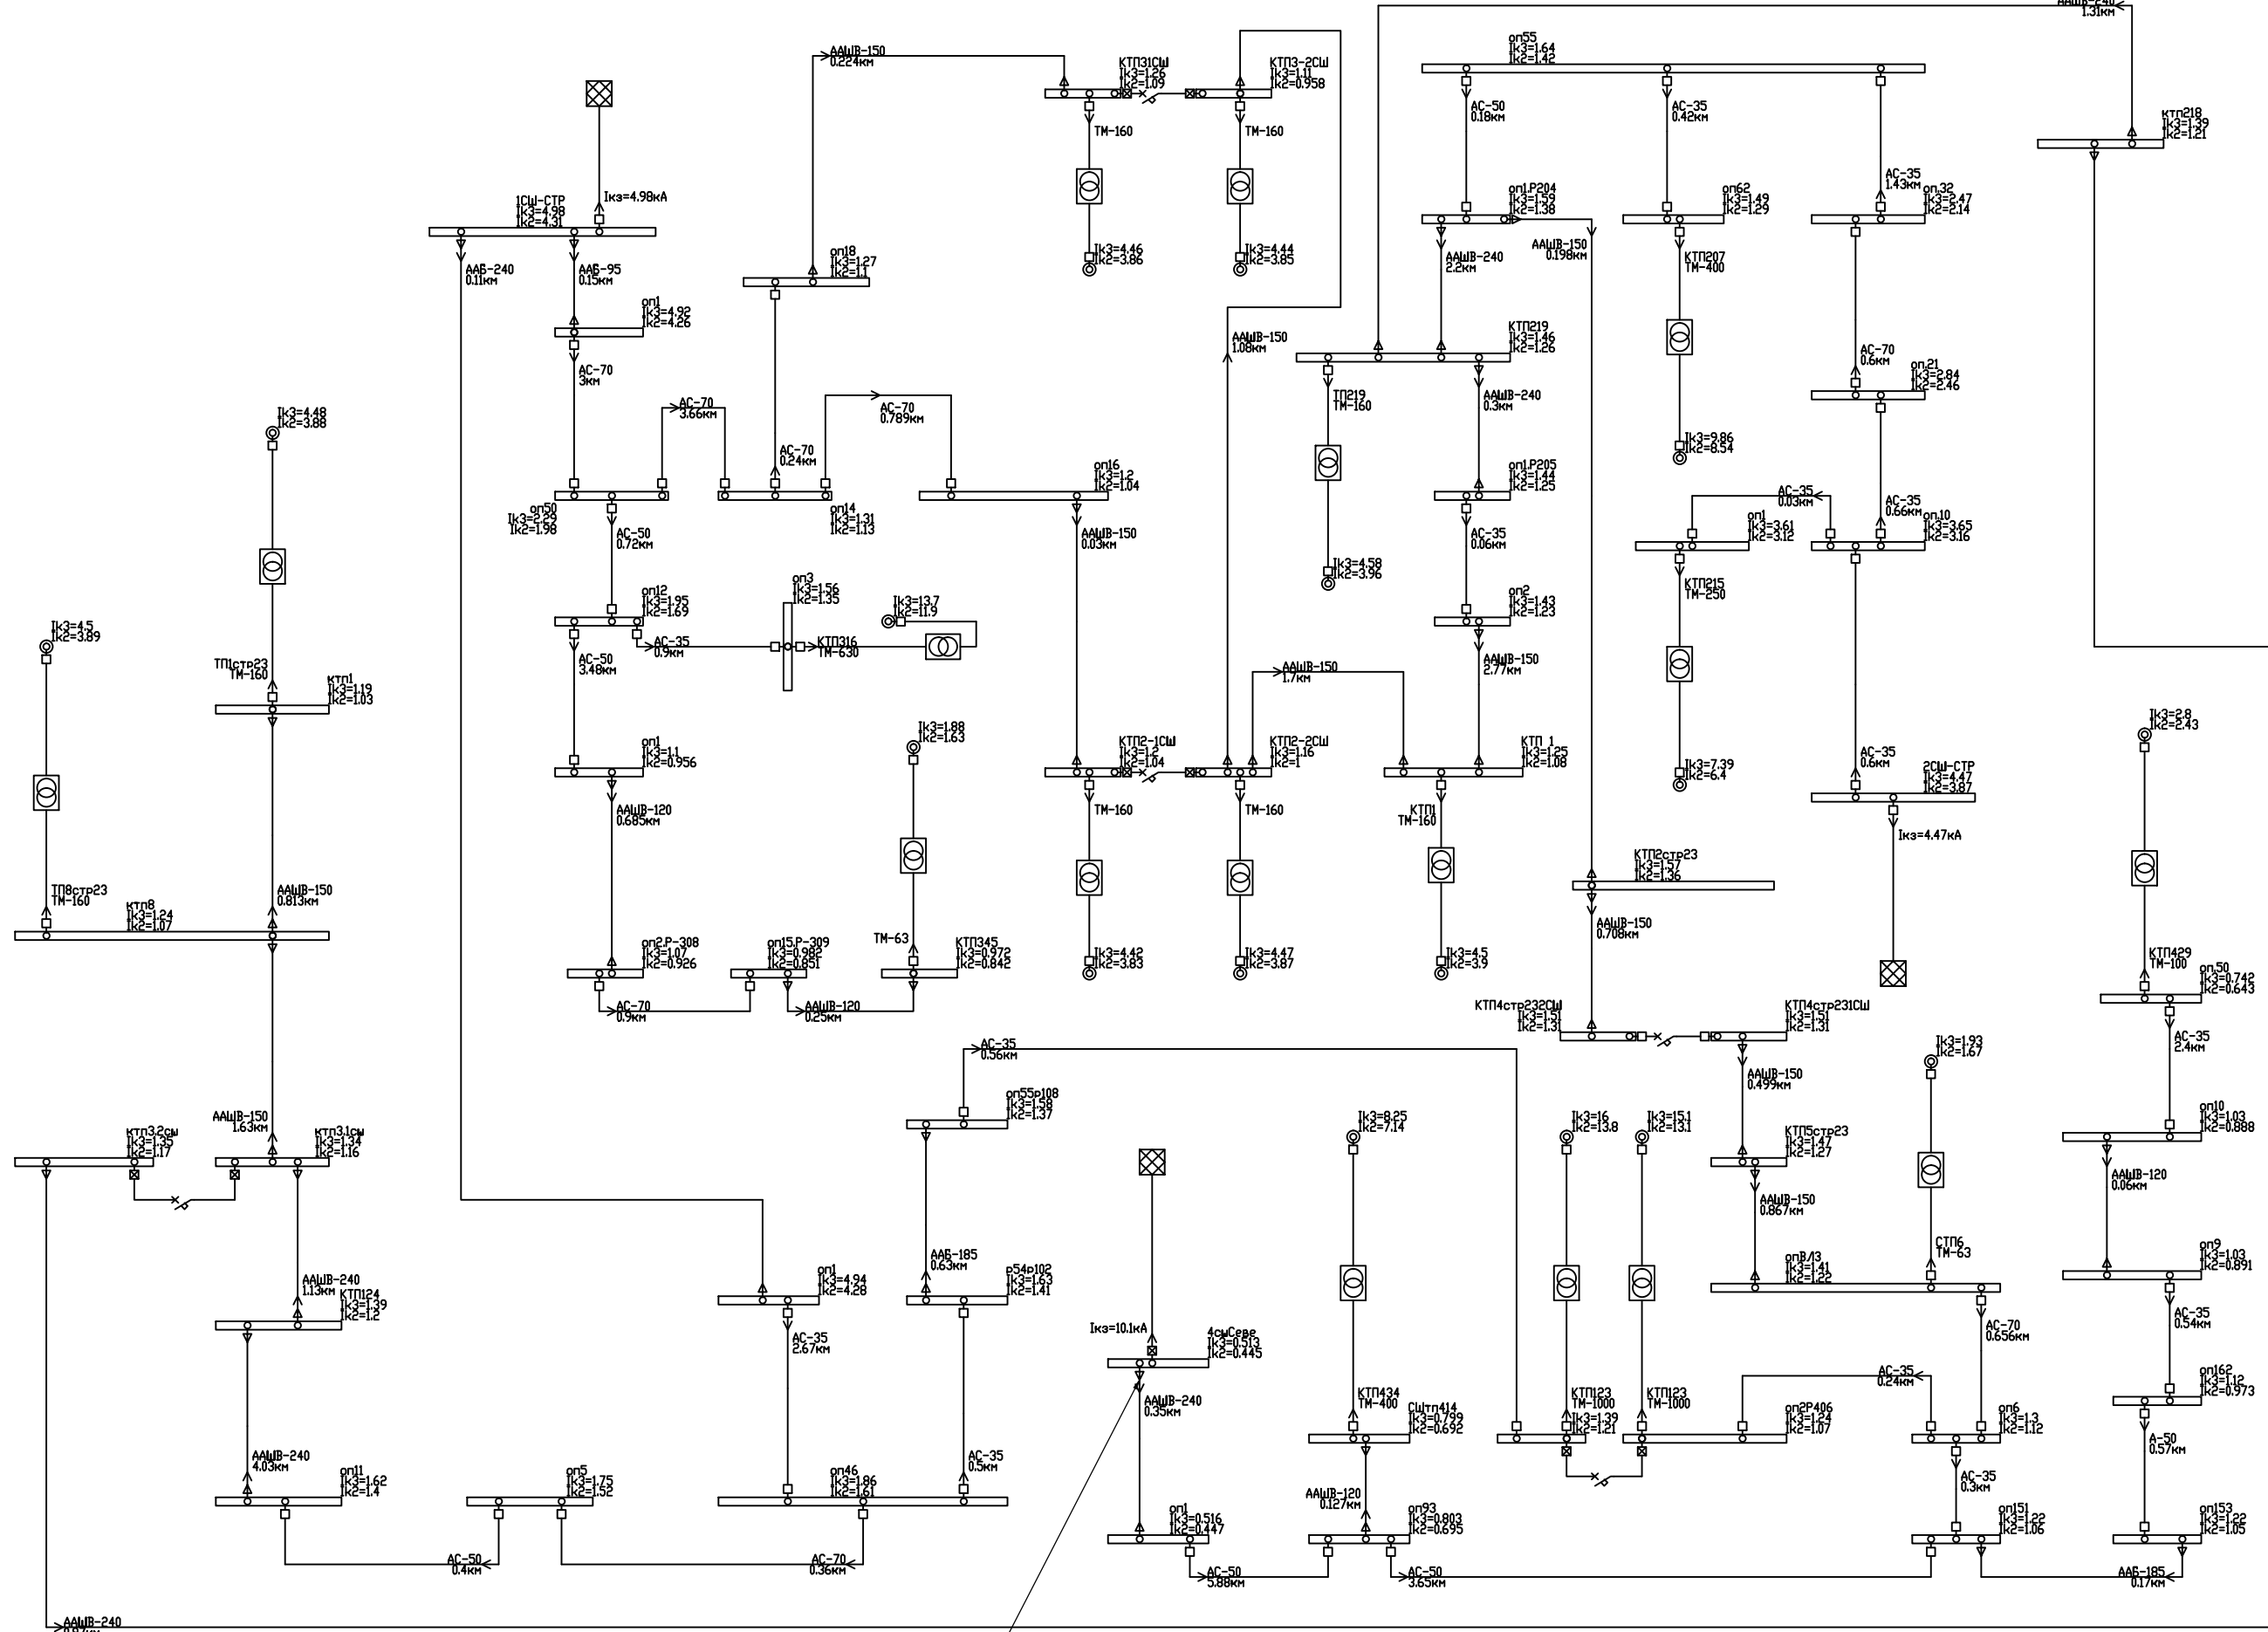 ААШВ-240
1.31км
ААШВ-150
0.224км
КТП31СШ
Iк3=1.26
Iк2=1.09
КТП3-2СШ
Iк3=1.11
Iк2=0.958
оп55
Iк3=1.64
Iк2=1.42
АС-50
0.18км
АС-35
0.42км
ктп218
Iк3=1.39
Iк2=1.21
ТМ-160
ТМ-160
АС-35
1.43км
1СШ-СТР
Iк3=4.98
Iк2=4.31
Iкз=4.98кА
оп1.Р204
Iк3=1.59
Iк2=1.38
оп62
Iк3=1.49
Iк2=1.29
оп.32
Iк3=2.47
Iк2=2.14
ААБ-240
0.11км
ААБ-95
0.15км
оп18
Iк3=1.27
Iк2=1.1
Iк3=4.46
Iк2=3.86
Iк3=4.44
Iк2=3.85
ААШВ-240
2.2км
ААШВ-150
0.198км
КТП207
ТМ-400
оп1
Iк3=4.92
Iк2=4.26
ААШВ-150
1.08км
КТП219
Iк3=1.46
Iк2=1.26
АС-70
0.6км
АС-70
3км
оп.21
Iк3=2.84
Iк2=2.46
ТП219
ТМ-160
ААШВ-240
0.3км
АС-70
3.66км
АС-70
0.789км
Iк3=4.48
Iк2=3.88
АС-70
0.24км
Iк3=9.86
Iк2=8.54
оп16
Iк3=1.2
Iк2=1.04
оп1.Р205
Iк3=1.44
Iк2=1.25
АС-35
0.03км
АС-35
0.66км
оп50
Iк3=2.29
Iк2=1.98
оп14
Iк3=1.31
Iк2=1.13
оп1
Iк3=3.61
Iк2=3.12
оп.10
Iк3=3.65
Iк2=3.16
АС-50
0.72км
ААШВ-150
0.03км
АС-35
0.06км
Iк3=4.58
Iк2=3.96
оп3
Iк3=1.56
Iк2=1.35
КТП215
ТМ-250
оп12
Iк3=1.95
Iк2=1.69
Iк3=13.7
Iк2=11.9
оп2
Iк3=1.43
Iк2=1.23
Iк3=4.5
Iк2=3.89
АС-35
0.9км
КТП316
ТМ-630
АС-50
3.48км
ААШВ-150
2.77км
ТП1стр23
ТМ-160
ААШВ-150
1.7км
ктп1
Iк3=1.19
Iк2=1.03
Iк3=1.88
Iк2=1.63
Iк3=2.8
Iк2=2.43
оп1
Iк3=1.1
Iк2=0.956
КТП2-1СШ
Iк3=1.2
Iк2=1.04
КТП2-2СШ
Iк3=1.16
Iк2=1
КТП 1
Iк3=1.25
Iк2=1.08
АС-35
0.6км
Iк3=7.39
Iк2=6.4
2СШ-СТР
Iк3=4.47
Iк2=3.87
ААШВ-120
0.685км
ТМ-160
ТМ-160
КТП1
ТМ-160
Iкз=4.47кА
КТП2стр23
Iк3=1.57
Iк2=1.36
ТП8стр23
ТМ-160
ктп8
Iк3=1.24
Iк2=1.07
ААШВ-150
0.813км
ААШВ-150
0.708км
оп2.Р-308
Iк3=1.07
Iк2=0.926
оп15.Р-309
Iк3=0.982
Iк2=0.851
ТМ-63
КТП345
Iк3=0.972
Iк2=0.842
Iк3=4.42
Iк2=3.83
Iк3=4.47
Iк2=3.87
Iк3=4.5
Iк2=3.9
КТП429
ТМ-100
оп.50
Iк3=0.742
Iк2=0.643
АС-70
0.9км
ААШВ-120
0.25км
КТП4стр232СШ
Iк3=1.51
Iк2=1.31
КТП4стр231СШ
Iк3=1.51
Iк2=1.31
АС-35
0.56км
Iк3=1.93
Iк2=1.67
АС-35
2.4км
ААШВ-150
0.499км
оп55р108
Iк3=1.58
Iк2=1.37
Iк3=8.25
Iк2=7.14
Iк3=16
Iк2=13.8
Iк3=15.1
Iк2=13.1
оп10
Iк3=1.03
Iк2=0.888
ААШВ-150
1.63км
ктп3.2сш
Iк3=1.35
Iк2=1.17
ктп3.1сш
Iк3=1.34
Iк2=1.16
КТП5стр23
Iк3=1.47
Iк2=1.27
ААШВ-120
0.06км
ААШВ-150
0.867км
ААБ-185
0.63км
СТП6
ТМ-63
ААШВ-240
1.13км
КТП124
Iк3=1.39
Iк2=1.2
оп1
Iк3=4.94
Iк2=4.28
р54р102
Iк3=1.63
Iк2=1.41
опВЛ3
Iк3=1.41
Iк2=1.22
оп9
Iк3=1.03
Iк2=0.891
АС-35
2.67км
Iкз=10.1кА
4сшСеве
Iк3=0.513
Iк2=0.445
АС-70
0.656км
АС-35
0.54км
ААШВ-240
0.35км
КТП434
ТМ-400
КТП123
ТМ-1000
КТП123
ТМ-1000
АС-35
0.24км
оп162
Iк3=1.12
Iк2=0.973
СШтп414
Iк3=0.799
Iк2=0.692
Iк3=1.39
Iк2=1.21
оп2Р406
Iк3=1.24
Iк2=1.07
оп6
Iк3=1.3
Iк2=1.12
А-50
0.57км
ААШВ-240
4.03км
оп11
Iк3=1.62
Iк2=1.4
оп5
Iк3=1.75
Iк2=1.52
оп46
Iк3=1.86
Iк2=1.61
АС-35
0.5км
ААШВ-120
0.127км
АС-35
0.3км
оп1
Iк3=0.516
Iк2=0.447
оп93
Iк3=0.803
Iк2=0.695
оп151
Iк3=1.22
Iк2=1.06
оп153
Iк3=1.22
Iк2=1.05
АС-50
0.4км
АС-70
0.36км
АС-50
5.88км
АС-50
3.65км
ААБ-185
0.17км
ААШВ-240